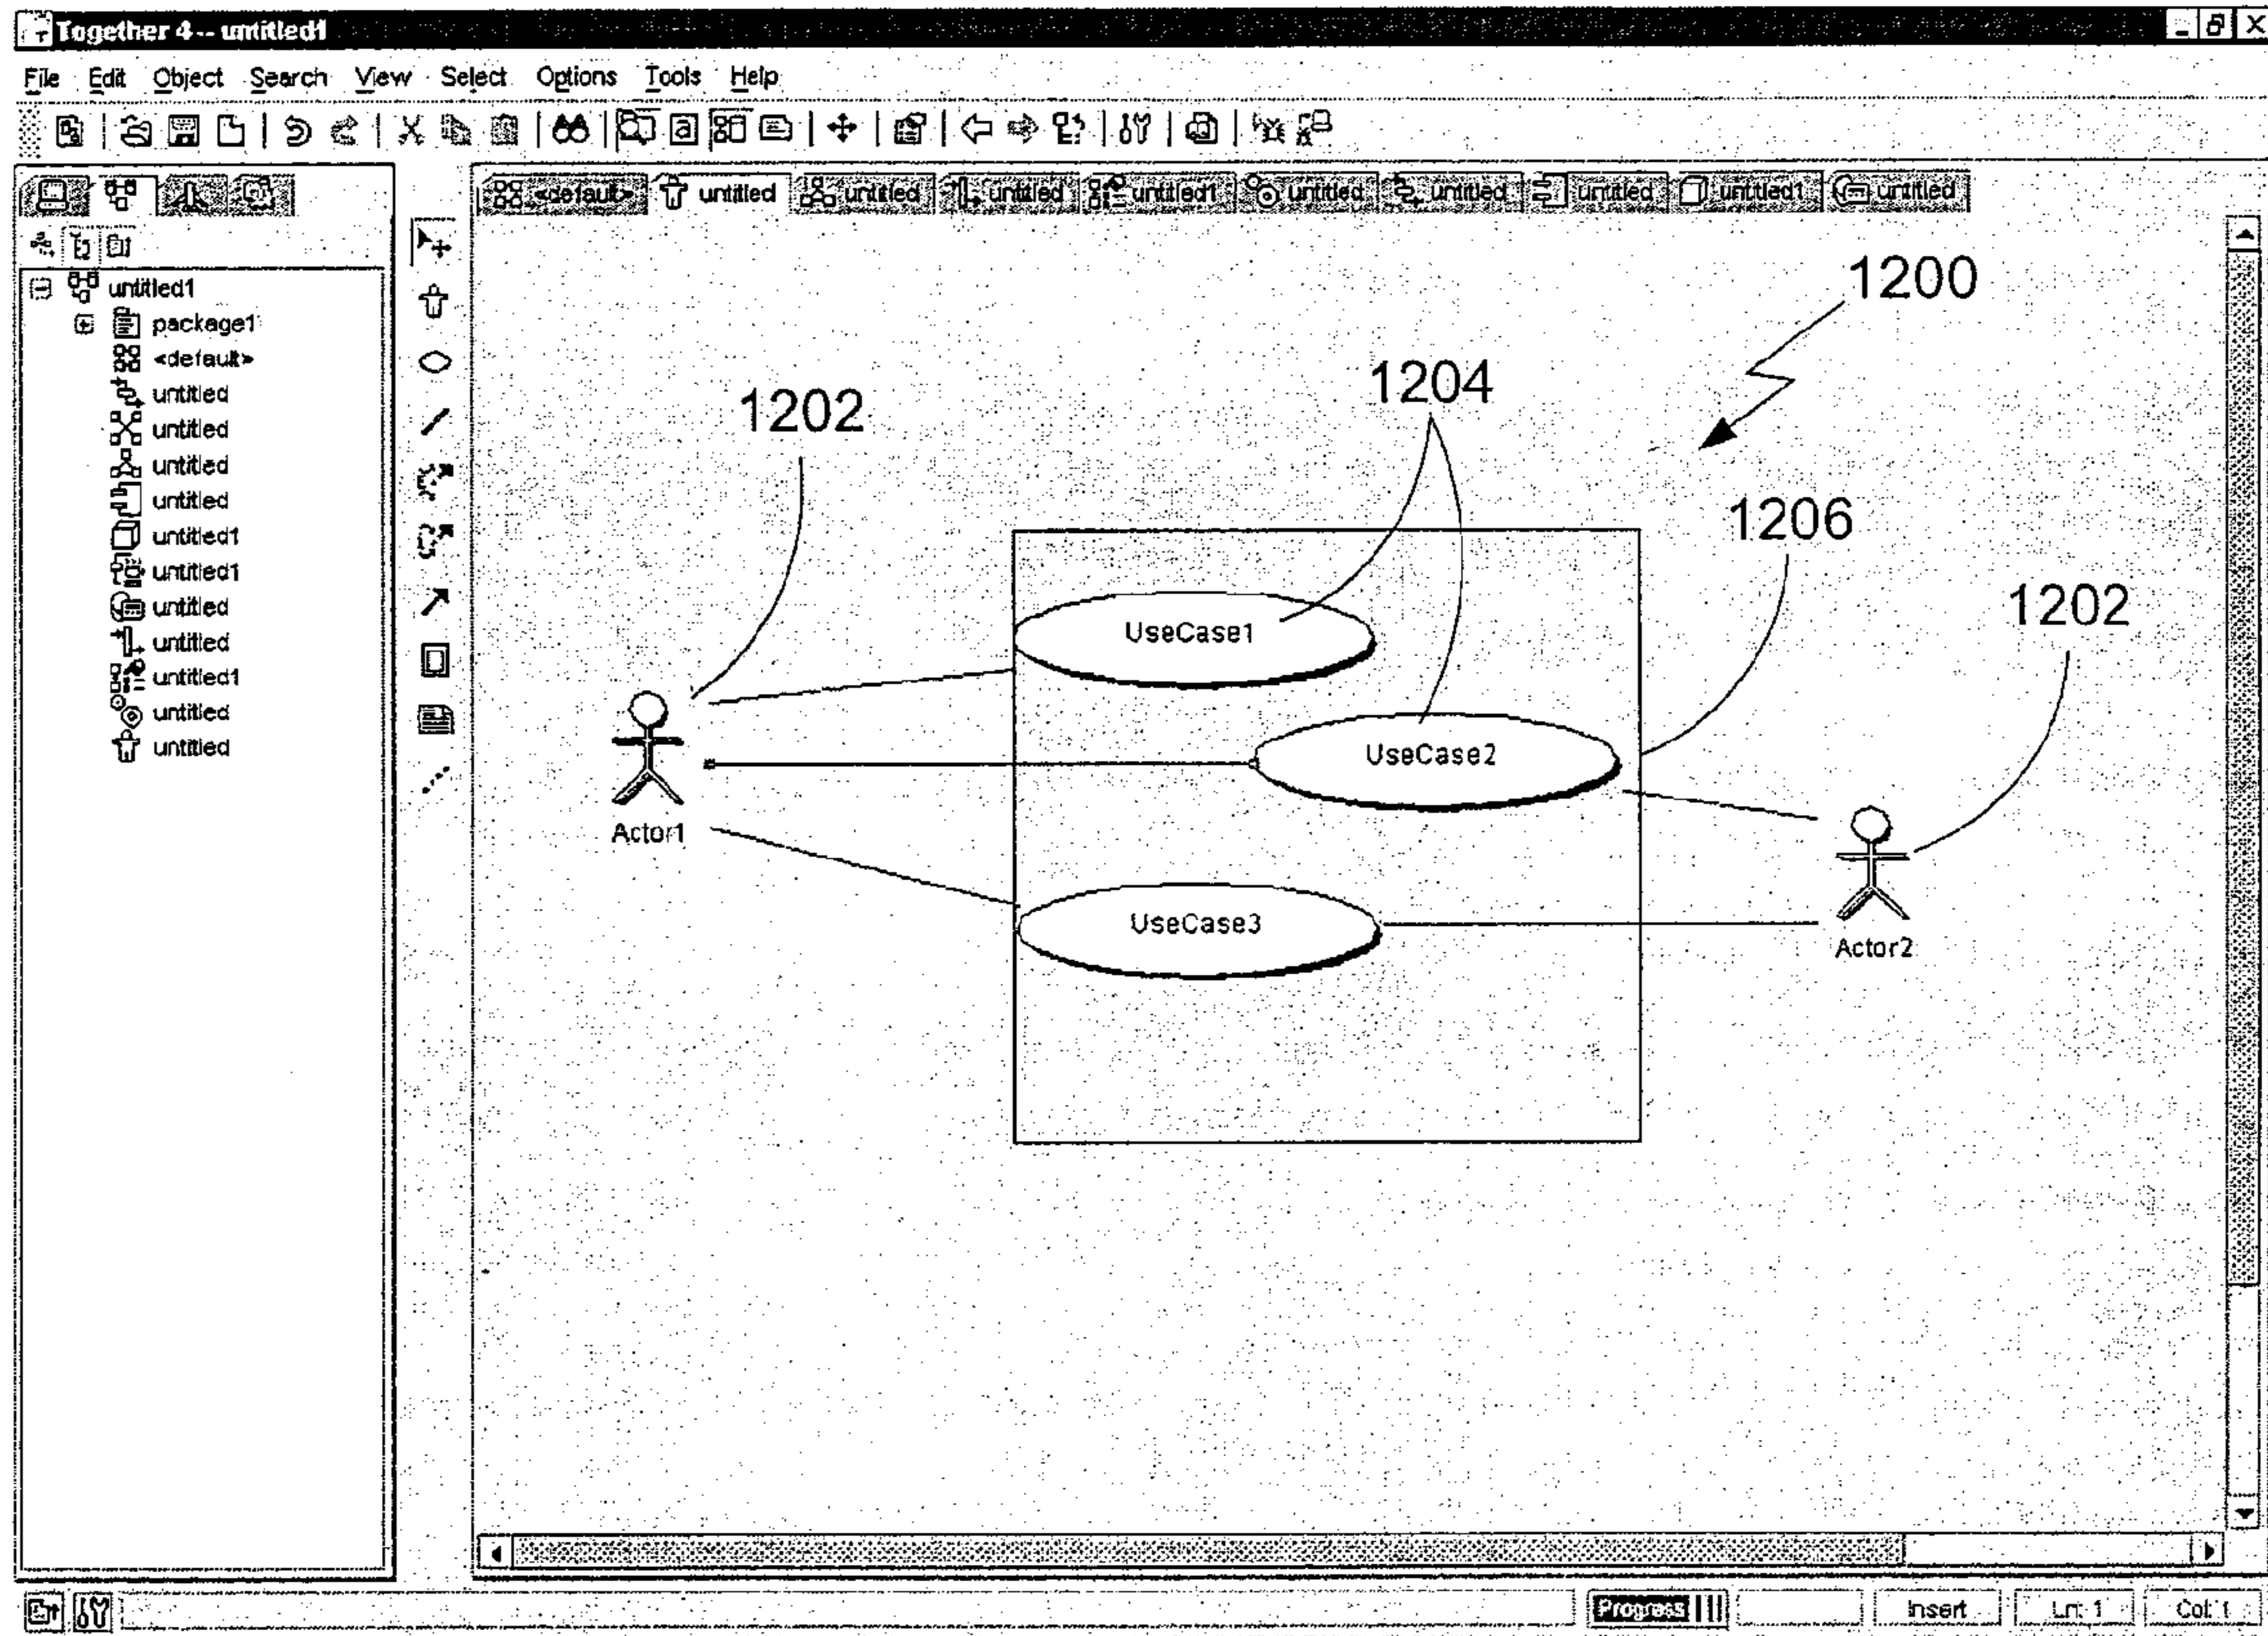 Together 4 -- untitled1
File Edit Object Search View Select Options Tools Help
<default> untitled untitled untitled untitled1 untitled untitled untitled untitled1 untitled
untitled1
package1
<default>
untitled
untitled
untitled
untitled
untitled1
untitled1
untitled
untitled
untitled1
untitled
untitled
1200
1204
1202
1206
1202
UseCase1
UseCase2
Actor1
UseCase3
Actor2
Progress Insert Ln: 1 Col: 1